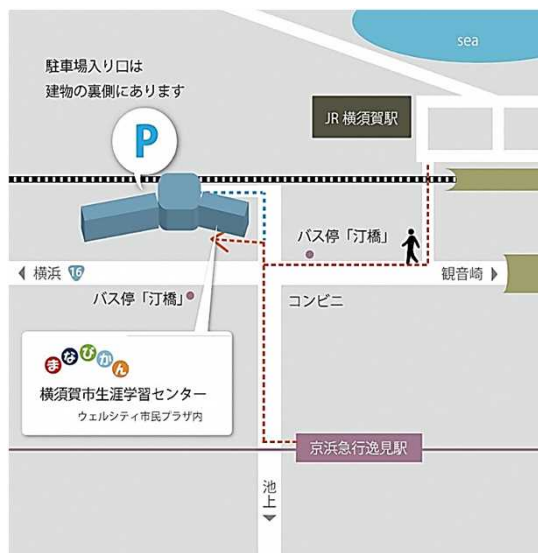 sea
駐車場入り口は
建物の裏側にあります
P
JR 横須賀駅
バス停「汀橋」
横浜 16
観音崎
バス停「汀橋」
コンビニ
まなびかん
横須賀市生涯学習センター
ウェルシティ市民プラザ内
京浜急行逸見駅
池上